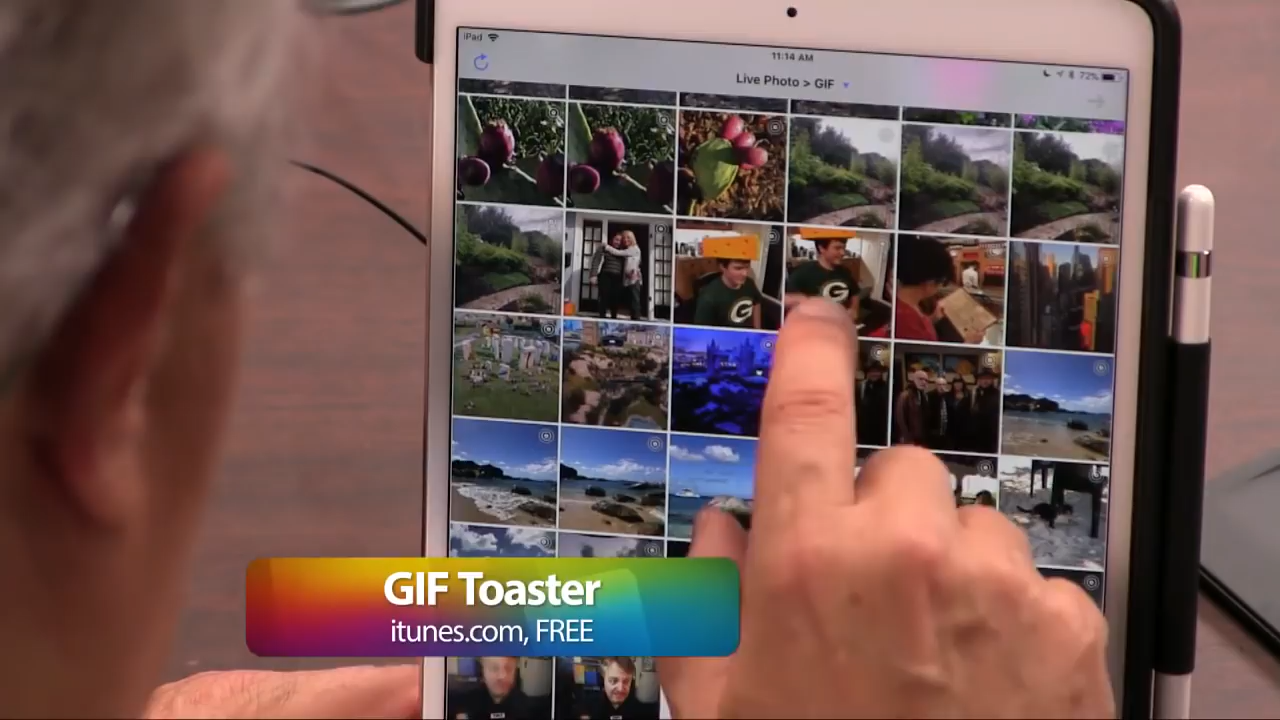 iPad
11:14 AM
72%
Live Photo > GIF
G
G
GIF Toaster
itunes.com, FREE